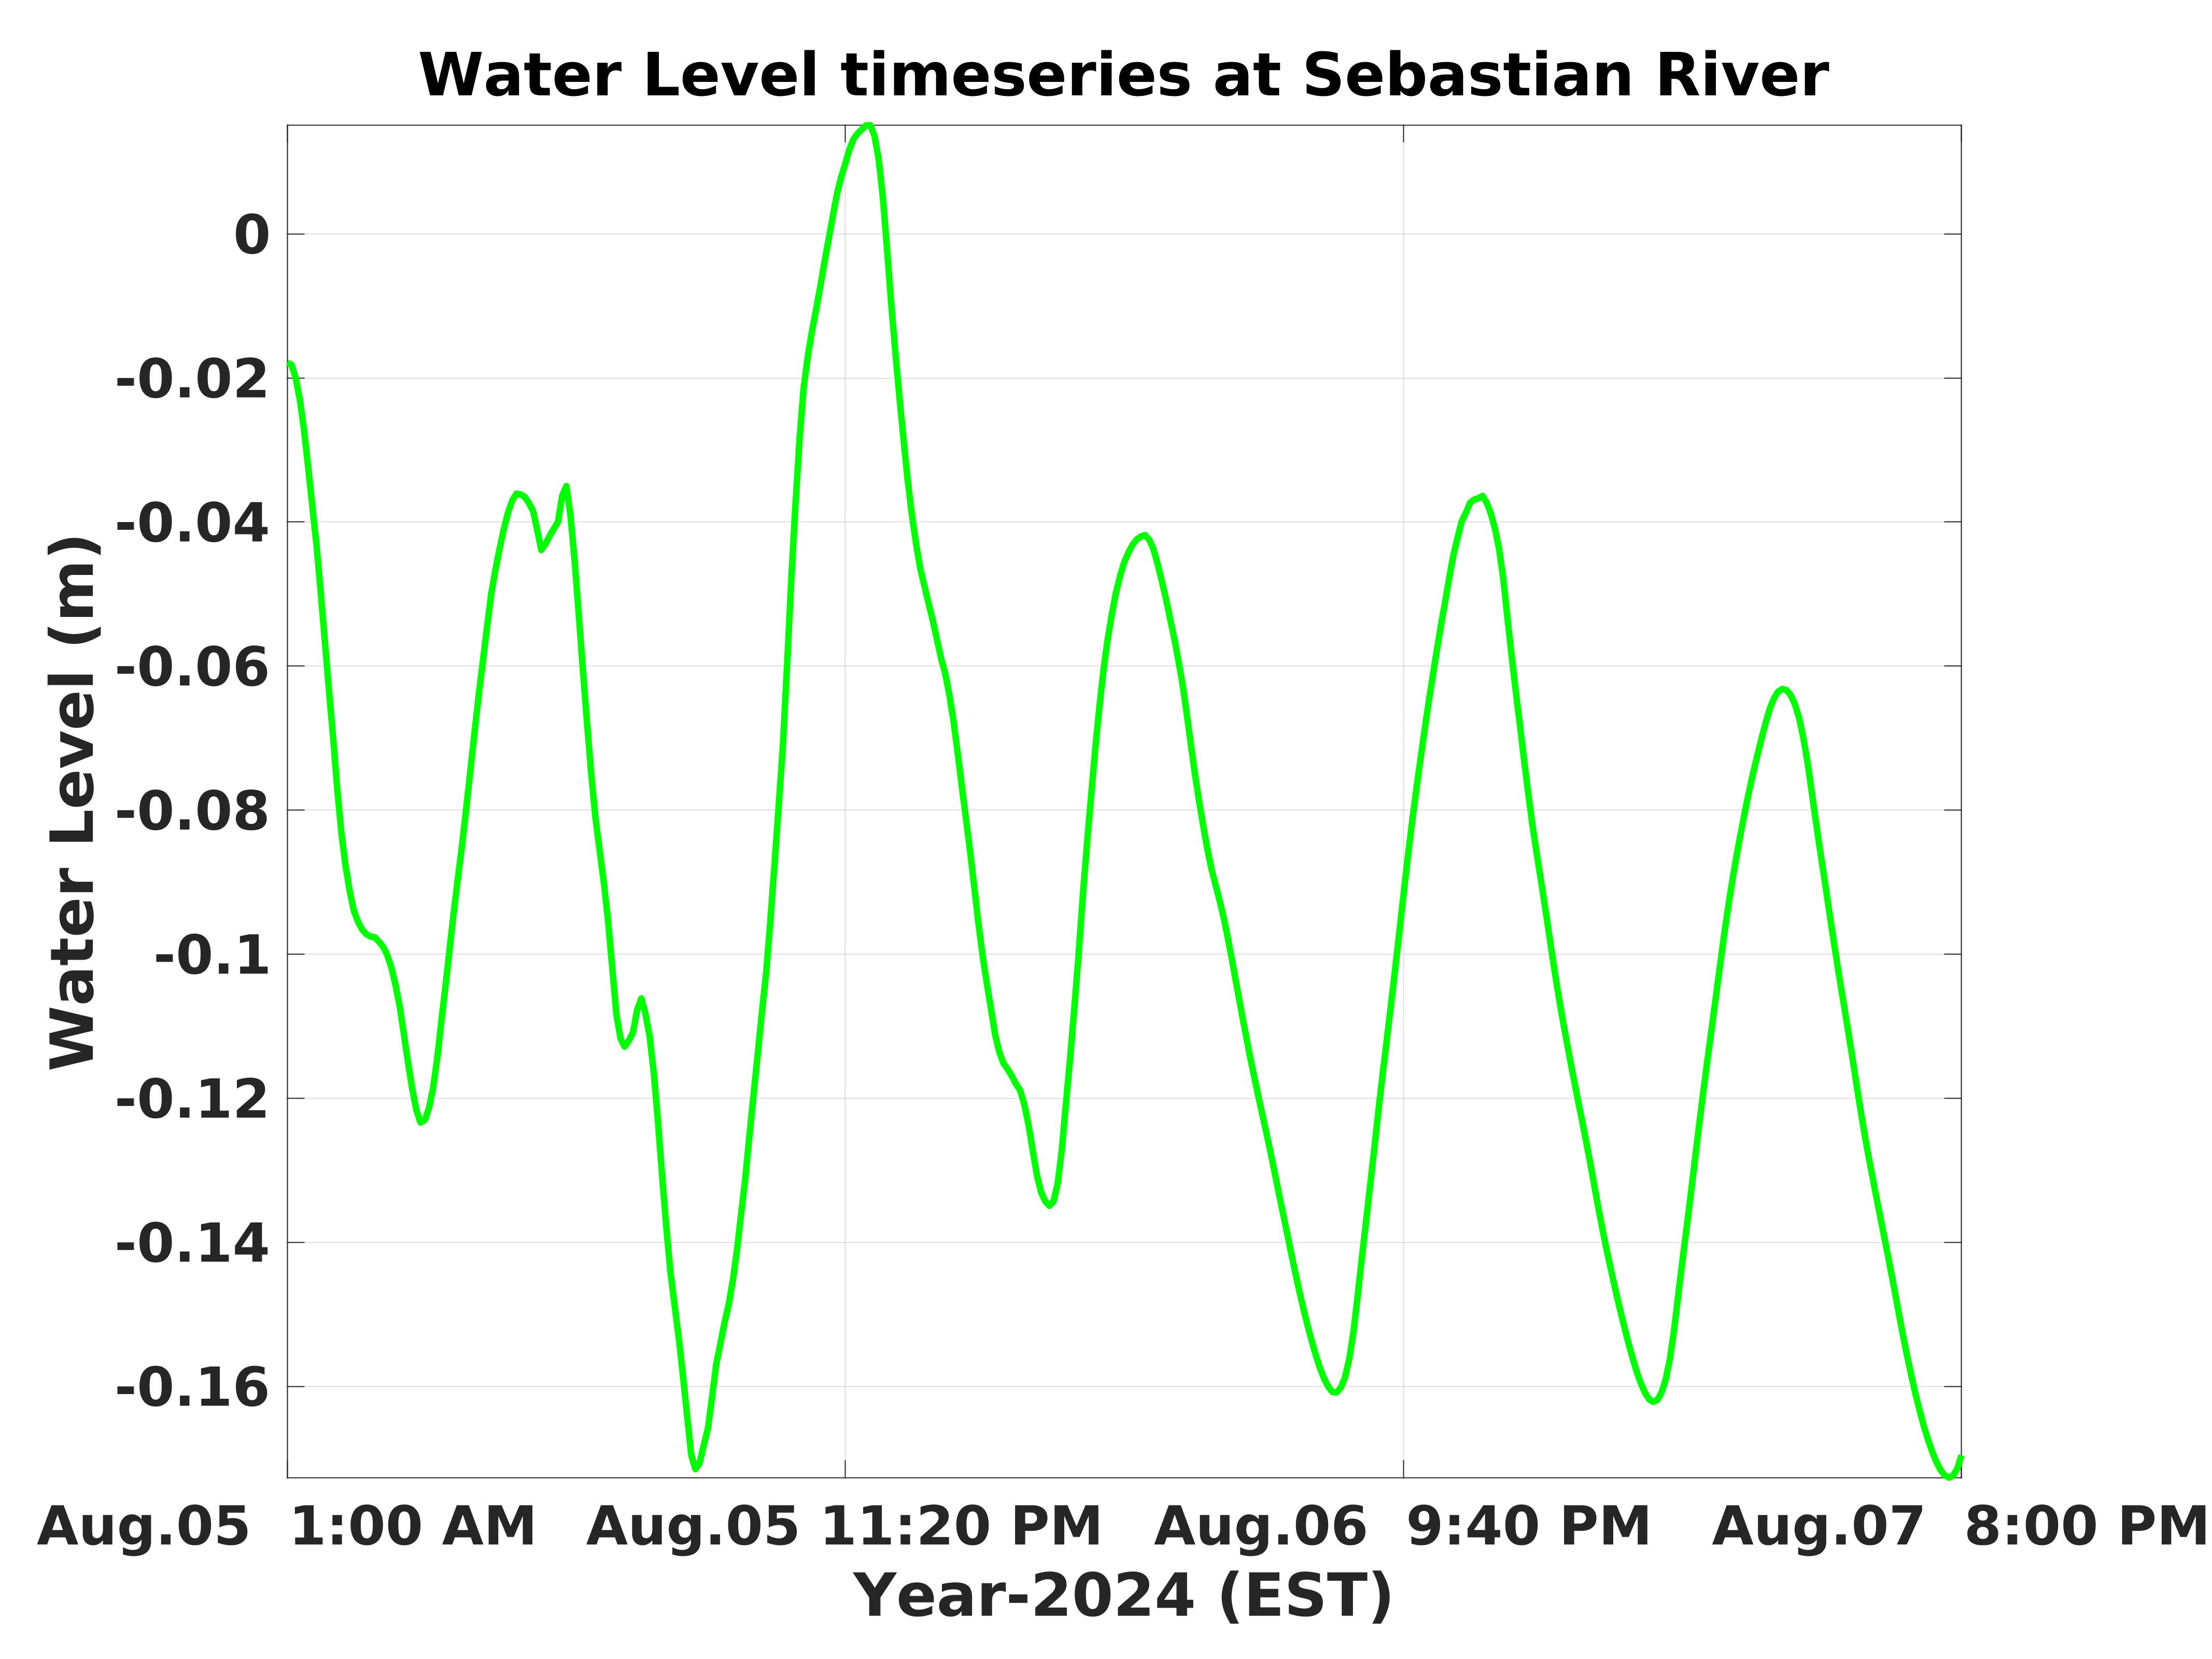 Water Level timeseries at Sebastian River
Water Level (m)
0
-0.02
-0.04
-0.06
-0.08
-0.1
-0.12
-0.14
-0.16
Aug.05 1:00 AM Aug.05 11:20 PM Aug.06 9:40 PM Aug.07 8:00 PM
Year-2024 (EST)